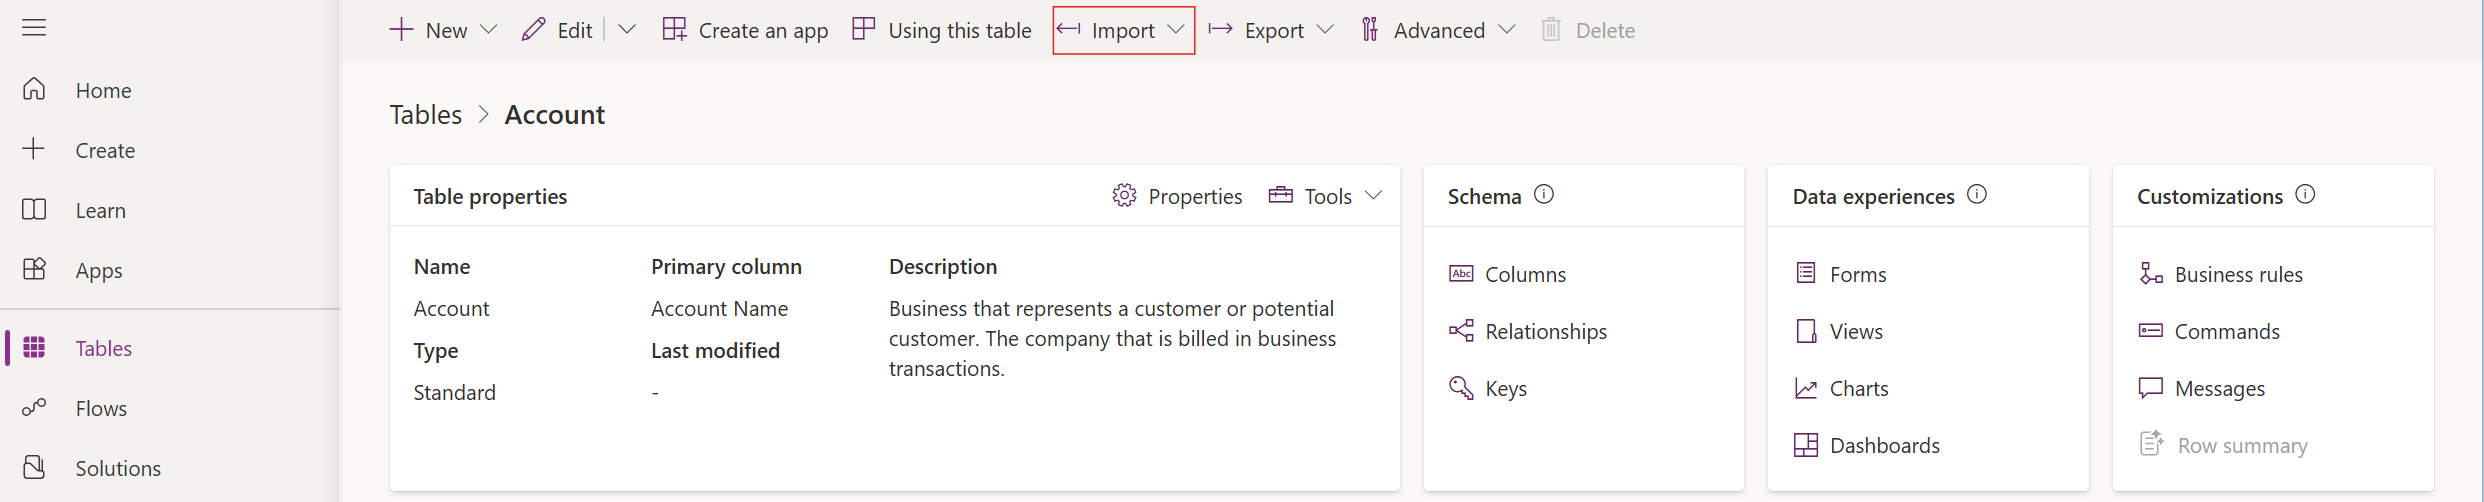 New
Edit
Create an app
Using this table
Import
Export
Advanced
Delete
Home
Create
Learn
Apps
Tables
Flows
Solutions
Tables > Account
Table properties
Properties
Tools
Name
Account
Type
Standard
Primary column
Account Name
Last modified
-
Description
Business that represents a customer or potential
customer. The company that is billed in business
transactions.
Schema
Abc Columns
Relationships
Keys
Data experiences
Forms
Views
Charts
Dashboards
Customizations
Business rules
Commands
Messages
Row summary